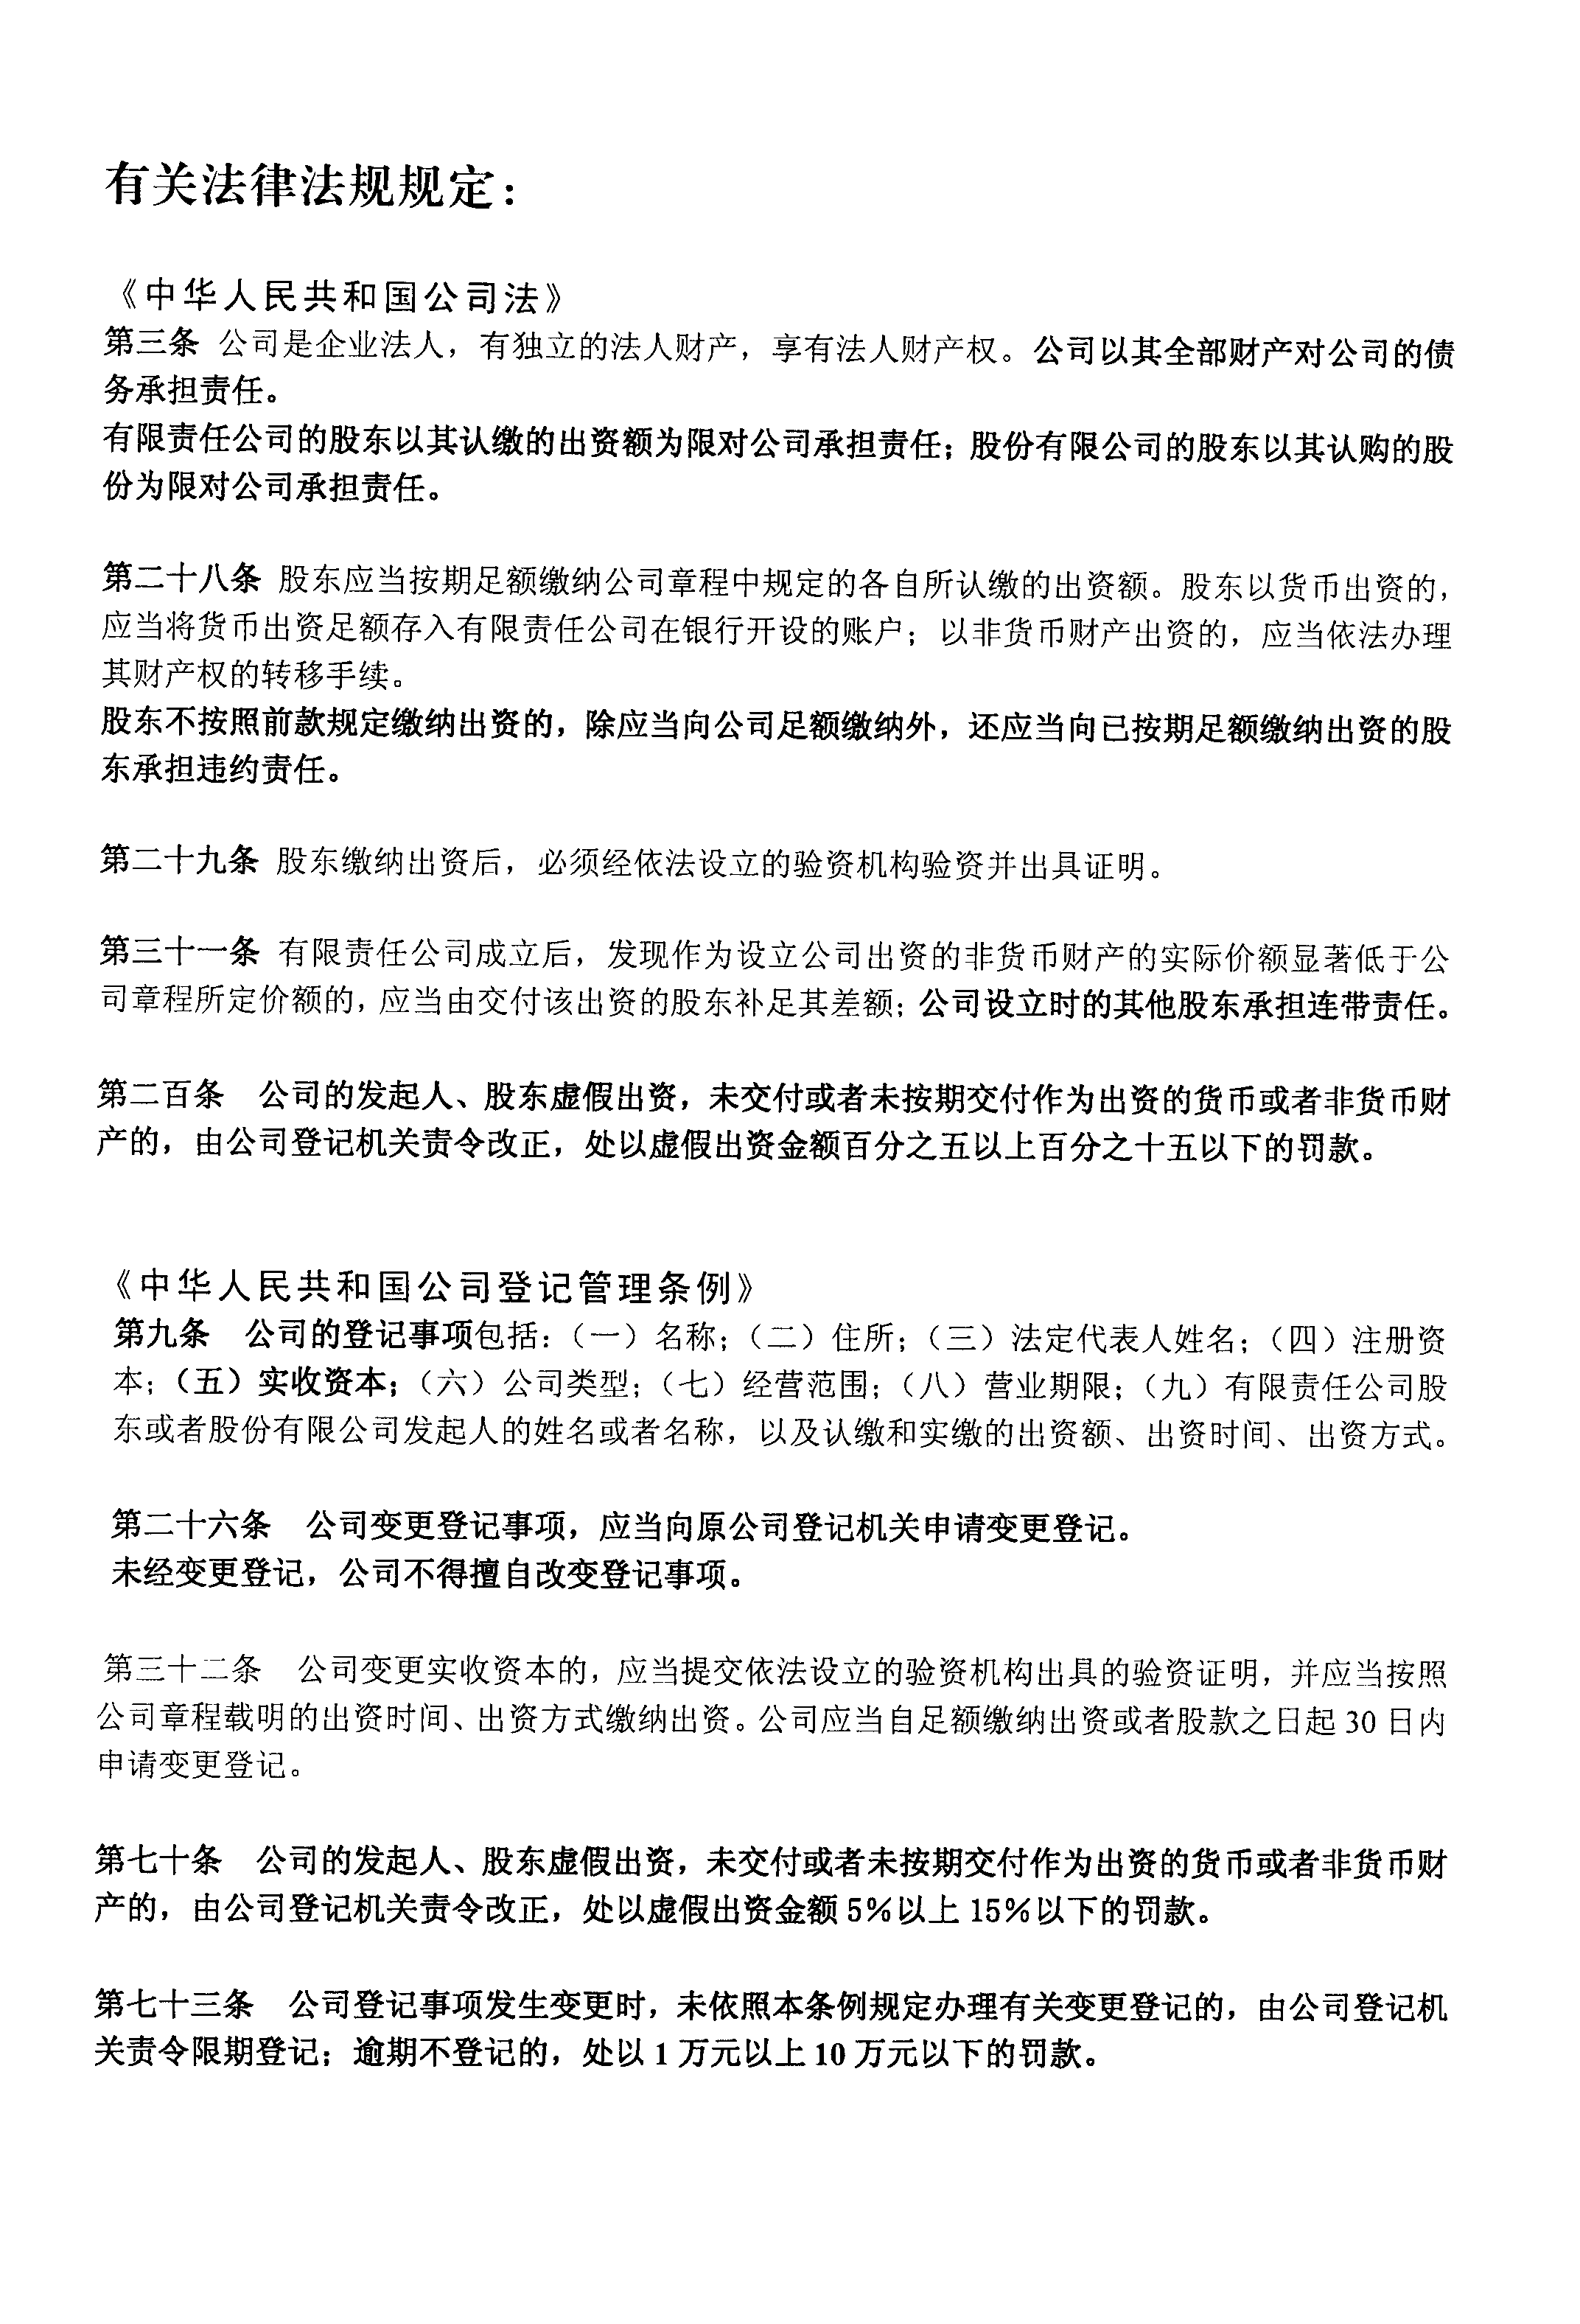 有关法律法规规定：
《中华人民共和国公司法》
第三条 公司是企业法人，有独立的法人财产，享有法人财产权。公司以其全部财产对公司的债
务承担责任。
有限责任公司的股东以其认缴的出资额为限对公司承担责任；股份有限公司的股东以其认购的股
份为限对公司承担责任。
第二十八条 股东应当按期足额缴纳公司章程中规定的各自所认缴的出资额。股东以货币出资的，
应当将货币出资足额存入有限责任公司在银行开设的账户；以非货币财产出资的，应当依法办理
其财产权的转移手续。
股东不按照前款规定缴纳出资的，除应当向公司足额缴纳外，还应当向已按期足额缴纳出资的股
东承担违约责任。
第二十九条 股东缴纳出资后，必须经依法设立的验资机构验资并出具证明。
第三十一条 有限责任公司成立后，发现作为设立公司出资的非货币财产的实际价额显著低于公
司章程所定价额的，应当由交付该出资的股东补足其差额；公司设立时的其他股东承担连带责任。
第二百条 公司的发起人、股东虚假出资，未交付或者未按期交付作为出资的货币或者非货币财
产的，由公司登记机关责令改正，处以虚假出资金额百分之五以上百分之十五以下的罚款。
《中华人民共和国公司登记管理条例》
第九条 公司的登记事项包括：（一）名称；（二）住所；（三）法定代表人姓名；（四）注册资
本；（五）实收资本；（六）公司类型；（七）经营范围；（八）营业期限；（九）有限责任公司股
东或者股份有限公司发起人的姓名或者名称，以及认缴和实缴的出资额、出资时间、出资方式。
第二十六条 公司变更登记事项，应当向原公司登记机关申请变更登记。
未经变更登记，公司不得擅自改变登记事项。
第三十二条 公司变更实收资本的，应当提交依法设立的验资机构出具的验资证明，并应当按照
公司章程载明的出资时间、出资方式缴纳出资。公司应当自足额缴纳出资或者股款之日起 30 日内
申请变更登记。
第七十条 公司的发起人、股东虚假出资，未交付或者未按期交付作为出资的货币或者非货币财
产的，由公司登记机关责令改正，处以虚假出资金额 5%以上 15%以下的罚款。
第七十三条 公司登记事项发生变更时，未依照本条例规定办理有关变更登记的，由公司登记机
关责令限期登记；逾期不登记的，处以 1 万元以上 10 万元以下的罚款。